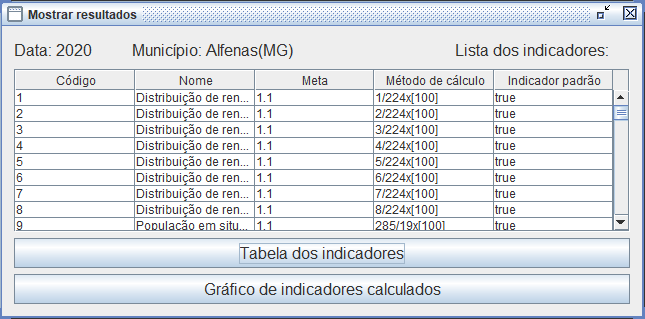 Mostrar resultados
Data: 2020 Município: Alfenas(MG) Lista dos indicadores:
Código Nome Meta Método de cálculo Indicador padrão
1 Distribuição de ren... 1.1 1/224x[100] true
2 Distribuição de ren... 1.1 2/224x[100] true
3 Distribuição de ren... 1.1 3/224x[100] true
4 Distribuição de ren... 1.1 4/224x[100] true
5 Distribuição de ren... 1.1 5/224x[100] true
6 Distribuição de ren... 1.1 6/224x[100] true
7 Distribuição de ren... 1.1 7/224x[100] true
8 Distribuição de ren... 1.1 8/224x[100] true
9 População em situ... 1.1 285/19x[100] true
Tabela dos indicadores
Gráfico de indicadores calculados